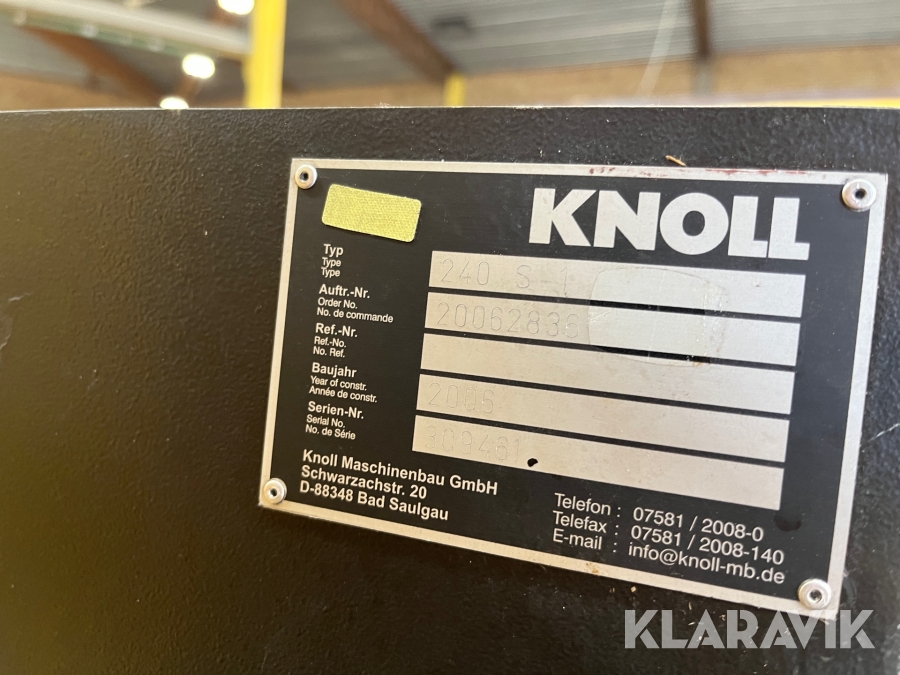 KNOLL
Typ
Type
Type
240 S-1
Auftr.-Nr.
Order No.
No. de commande
20062836
Ref.-Nr.
Ref.-No.
No. Ref.
Baujahr
Year of constr.
Année de constr.
2006
Serien-Nr.
Serial No.
No. de Série
Knoll Maschinenbau GmbH
Schwarzachstr. 20
D-88348 Bad Saulgau
Telefon : 07581 / 2008-0
Telefax : 07581 / 2008-140
E-mail : info@knoll-mb.de
KLARAVIK